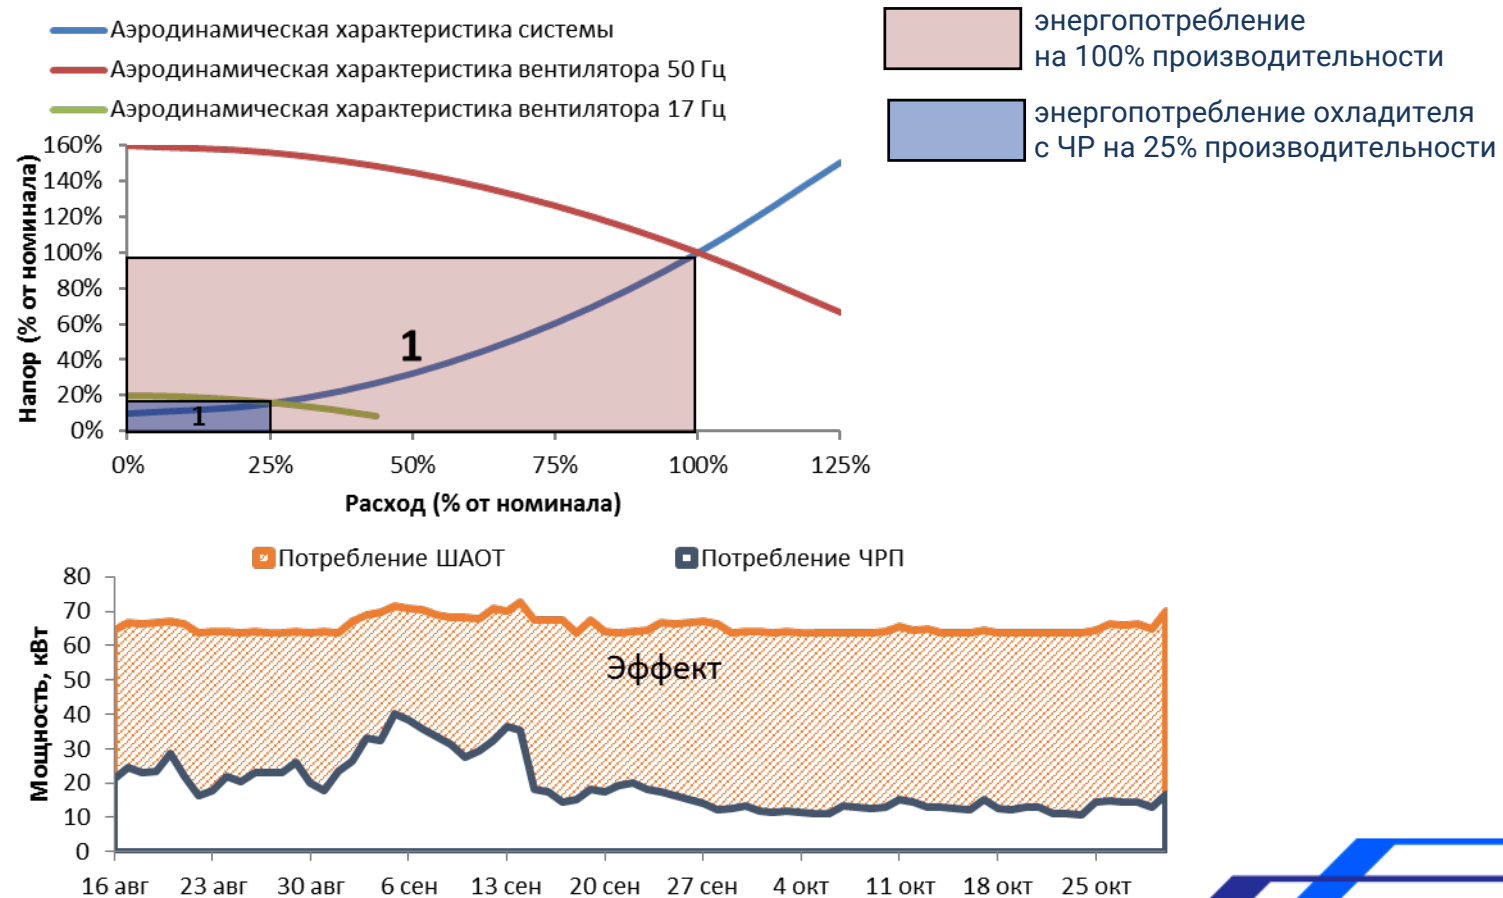 Аэродинамическая характеристика системы
Аэродинамическая характеристика вентилятора 50 Гц
Аэродинамическая характеристика вентилятора 17 Гц
энергопотребление
на 100% производительности
энергопотребление охладителя
с ЧР на 25% производительности
Напор (% от номинала)
160%
140%
120%
100%
80%
60%
40%
20%
0%
1
1
0% 25% 50% 75% 100% 125%
Расход (% от номинала)
Потребление ШАОТ Потребление ЧРП
Мощность, кВт
80
70
60
50
40
30
20
10
0
Эффект
16 авг 23 авг 30 авг 6 сен 13 сен 20 сен 27 сен 4 окт 11 окт 18 окт 25 окт